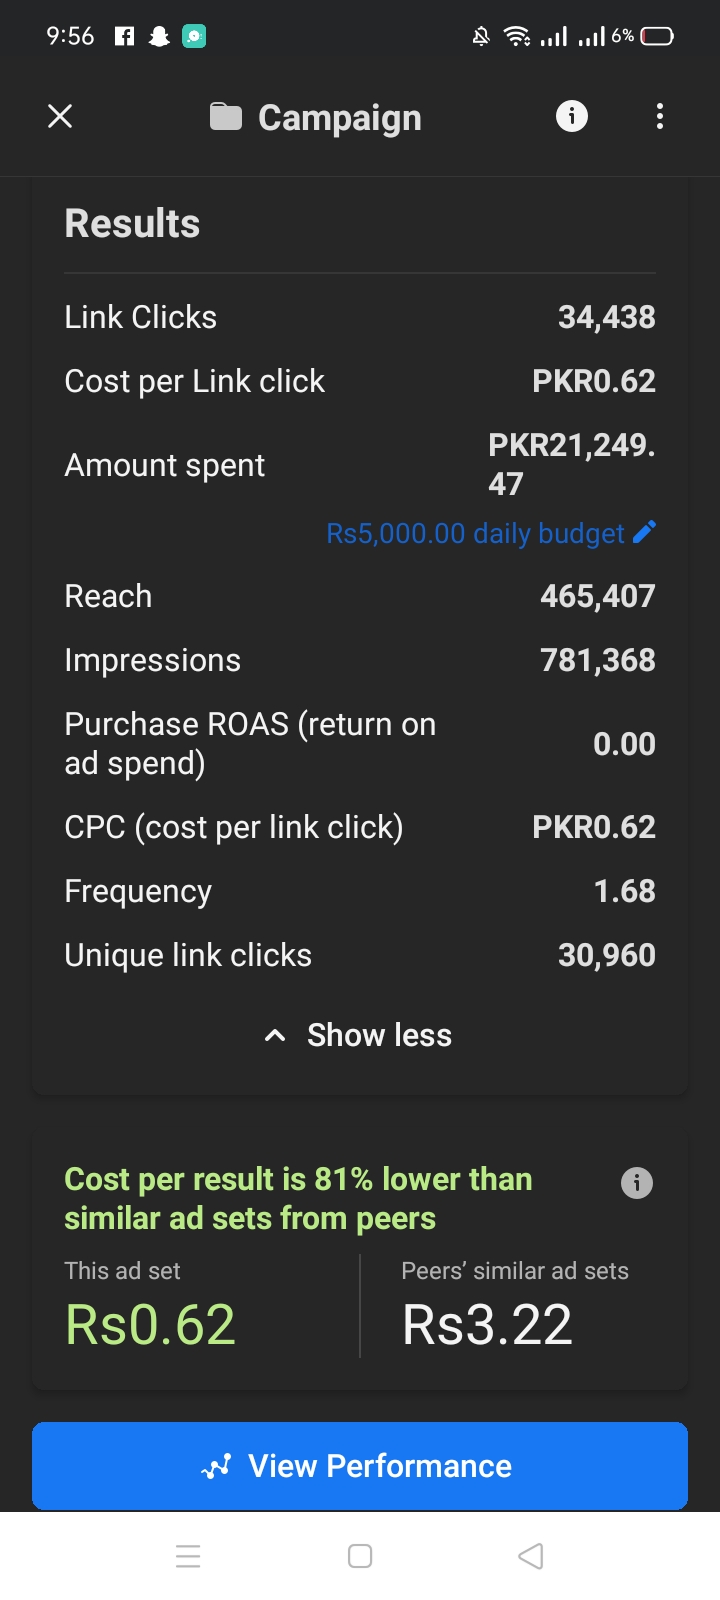 9:56
6%
Campaign
Results
Link Clicks 34,438
Cost per Link click PKR0.62
Amount spent PKR21,249.
47
Rs5,000.00 daily budget
Reach 465,407
Impressions 781,368
Purchase ROAS (return on
ad spend) 0.00
CPC (cost per link click) PKR0.62
Frequency 1.68
Unique link clicks 30,960
Show less
Cost per result is 81% lower than
similar ad sets from peers
This ad set
Rs0.62
Peers’ similar ad sets
Rs3.22
View Performance